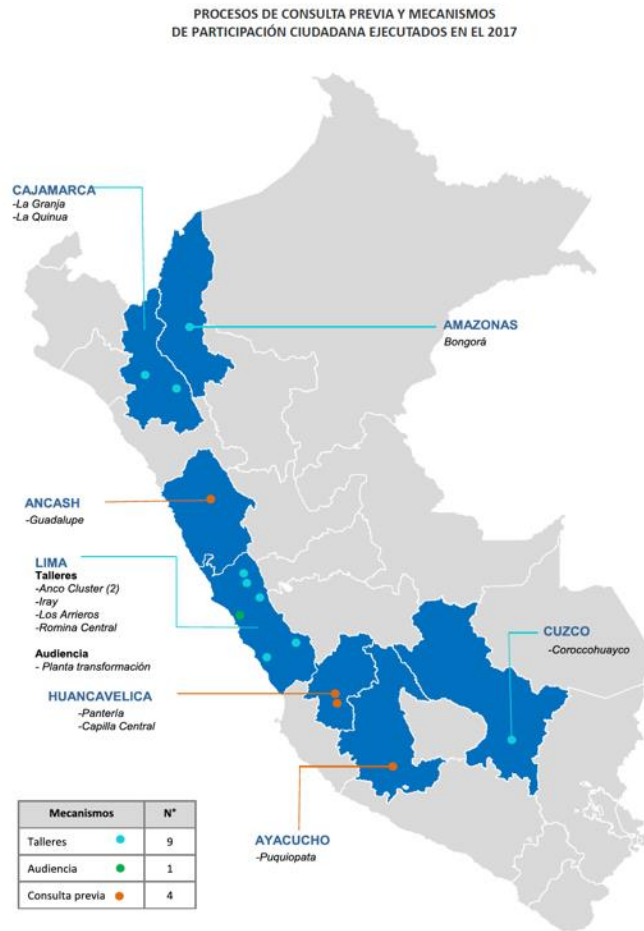 PROCESOS DE CONSULTA PREVIA Y MECANISMOS
DE PARTICIPACIÓN CIUDADANA EJECUTADOS EN EL 2017
CAJAMARCA
-La Granja
-La Quinua
AMAZONAS
Bongorá
ANCASH
-Guadalupe
LIMA
Talleres
-Anco Cluster (2)
-Iray
-Los Arrieros
-Romina Central
Audiencia
- Planta transformación
CUZCO
-Coroccohuayco
HUANCAVELICA
-Pantería
-Capilla Central
AYACUCHO
-Puquiopata
Mecanismos N°
Talleres 9
Audiencia 1
Consulta previa 4